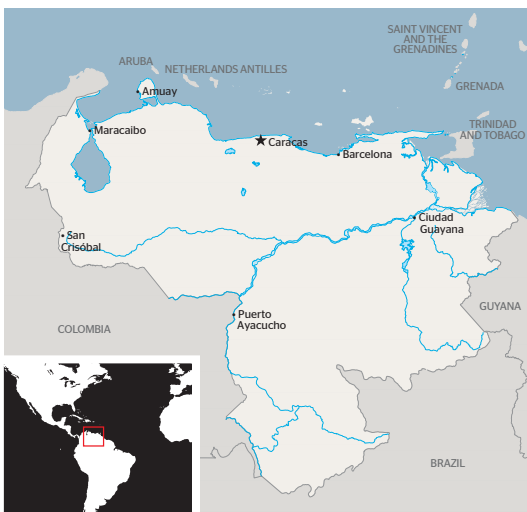 SAINT VINCENT
AND THE
GRENADINES
ARUBA
NETHERLANDS ANTILLES
GRENADA
Amuay
TRINIDAD
AND TOBAGO
Maracaibo
Caracas
Barcelona
Ciudad
Guayana
San
Crisóbal
GUYANA
Puerto
Ayacucho
COLOMBIA
BRAZIL